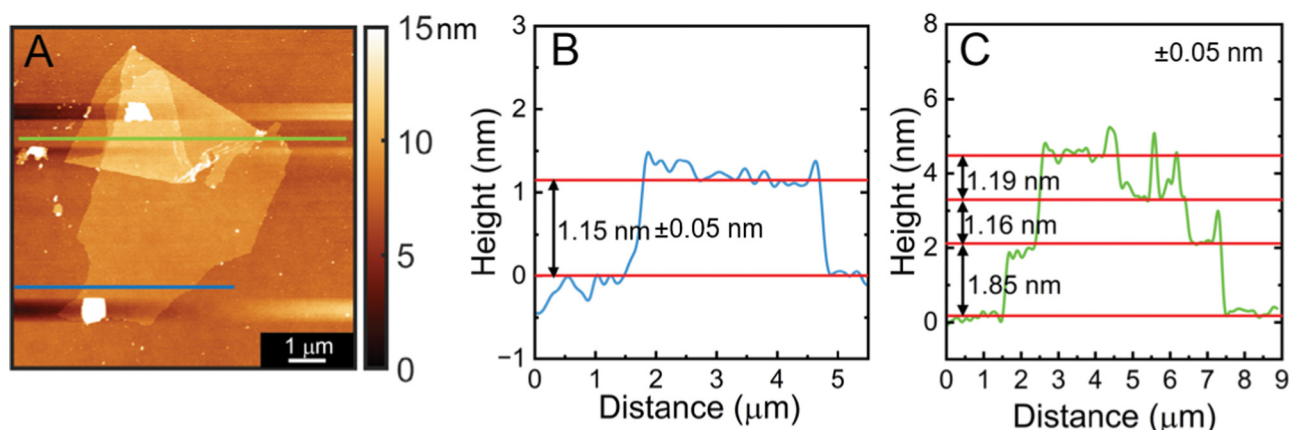 A
15nm
10
5
0
1 μm
B
Height (nm)
3
2
1
0
−1
1.15 nm ±0.05 nm
0 1 2 3 4 5
Distance (μm)
C
±0.05 nm
Height (nm)
8
6
4
2
0
1.19 nm
1.16 nm
1.85 nm
0 1 2 3 4 5 6 7 8 9
Distance (μm)